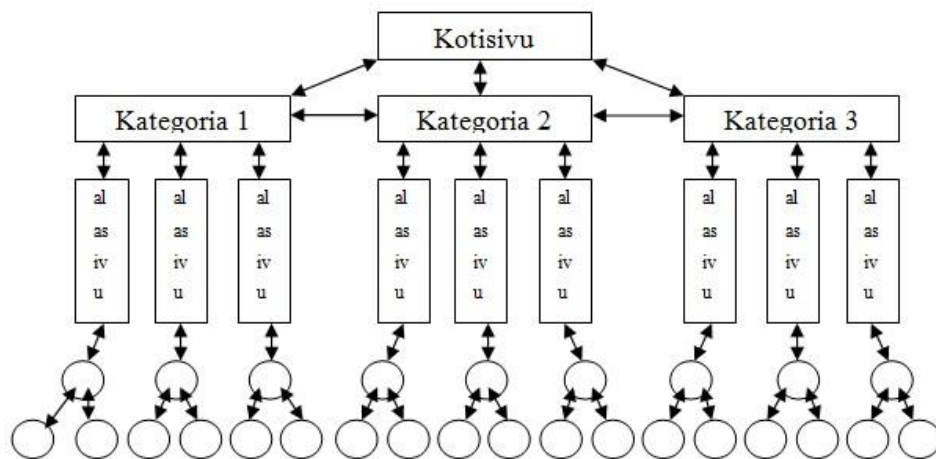 Kotisivu
Kategoria 1
Kategoria 2
Kategoria 3
al
as
iv
u
al
as
iv
u
al
as
iv
u
al
as
iv
u
al
as
iv
u
al
as
iv
u
al
as
iv
u
al
as
iv
u
al
as
iv
u